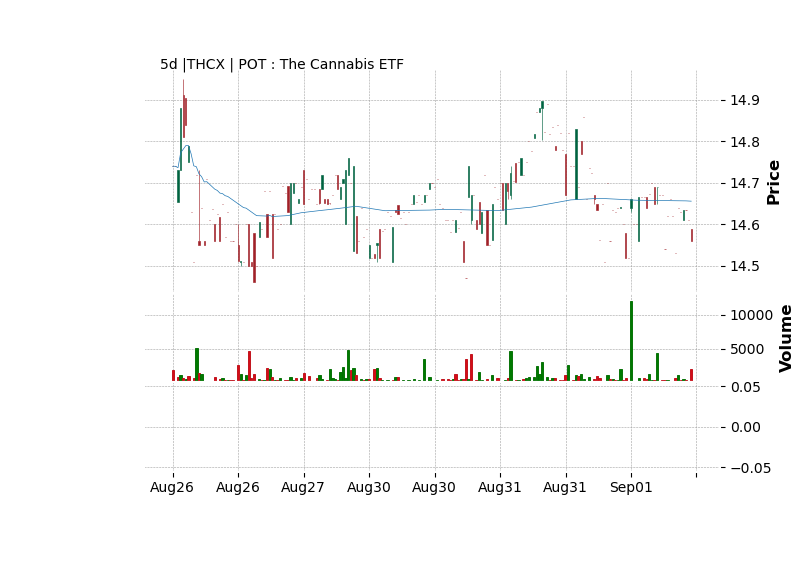 5d |THCX | POT : The Cannabis ETF
14.9
14.8
14.7
14.6
14.5
Price
10000
5000
Volume
0.05
0.00
−0.05
Aug26 Aug26 Aug27 Aug30 Aug30 Aug31 Aug31 Sep01